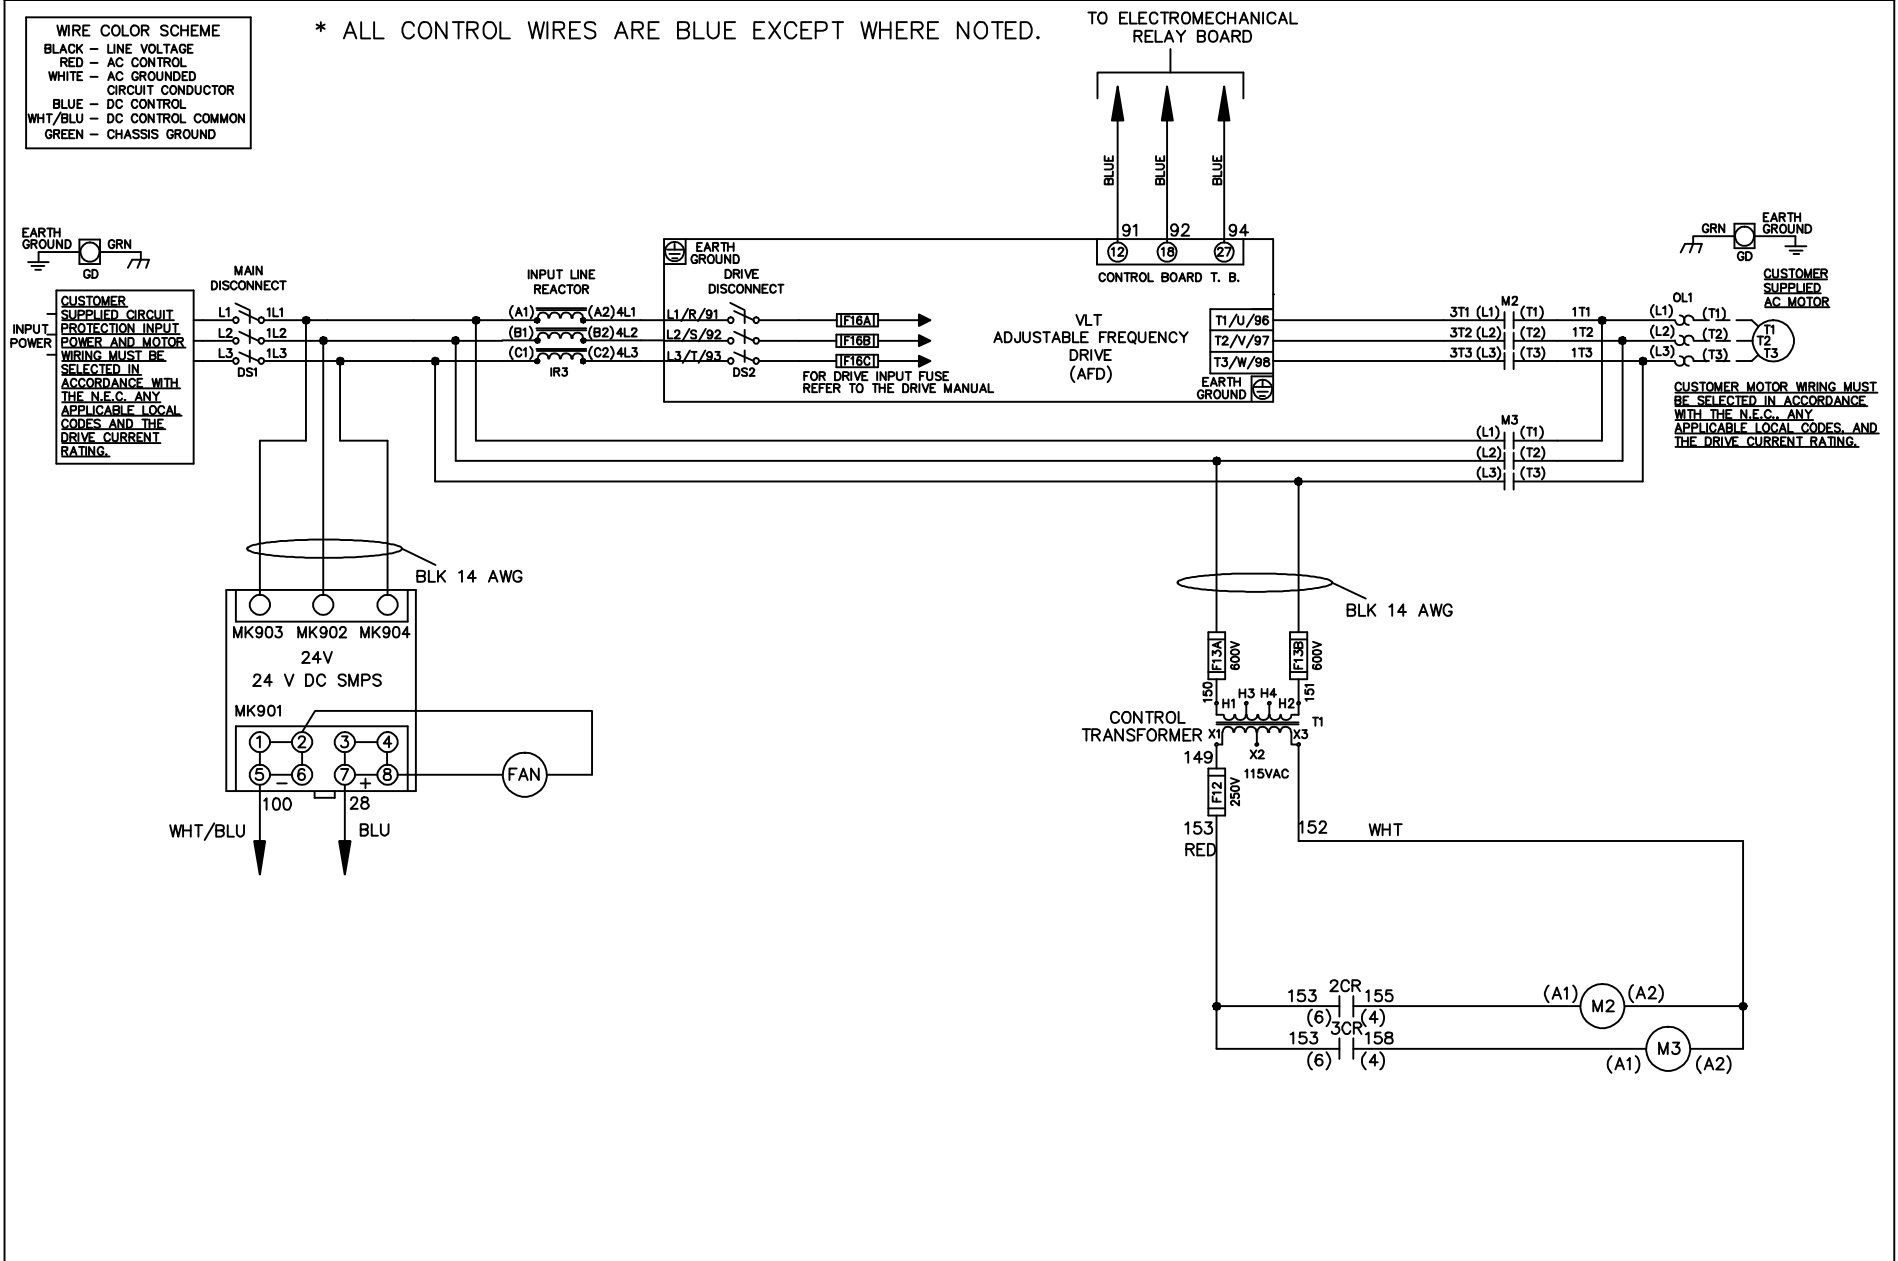 WIRE COLOR SCHEME
BLACK – LINE VOLTAGE
RED – AC CONTROL
WHITE – AC GROUNDED
CIRCUIT CONDUCTOR
BLUE – DC CONTROL
WHT/BLU – DC CONTROL COMMON
GREEN – CHASSIS GROUND
* ALL CONTROL WIRES ARE BLUE EXCEPT WHERE NOTED.
TO ELECTROMECHANICAL
RELAY BOARD
BLUE
BLUE
BLUE
91
92
94
12
18
27
CONTROL BOARD T. B.
EARTH
GROUND
GRN
GD
INPUT
POWER
CUSTOMER
SUPPLIED CIRCUIT
PROTECTION INPUT
POWER AND MOTOR
WIRING MUST BE
SELECTED IN
ACCORDANCE WITH
THE N.E.C. ANY
APPLICABLE LOCAL
CODES AND THE
DRIVE CURRENT
RATING.
MAIN
DISCONNECT
L1 1L1
L2 1L2
L3 1L3
DS1
INPUT LINE
REACTOR
(A1) (A2) 4L1
(B1) (B2) 4L2
(C1) (C2) 4L3
IR3
EARTH
GROUND
DRIVE
DISCONNECT
L1/R/91
L2/S/92
L3/T/93
DS2
F16A
F16B
F16C
FOR DRIVE INPUT FUSE
REFER TO THE DRIVE MANUAL
VLT
ADJUSTABLE FREQUENCY
DRIVE
(AFD)
T1/U/96
T2/V/97
T3/W/98
EARTH
GROUND
M2
3T1 (L1) (T1) 1T1
3T2 (L2) (T2) 1T2
3T3 (L3) (T3) 1T3
M3
(L1) (T1)
(L2) (T2)
(L3) (T3)
OL1
(L1) (T1)
(L2) (T2)
(L3) (T3)
T1
T2
T3
GRN
GD
EARTH
GROUND
CUSTOMER
SUPPLIED
AC MOTOR
CUSTOMER MOTOR WIRING MUST
BE SELECTED IN ACCORDANCE
WITH THE N.E.C., ANY
APPLICABLE LOCAL CODES, AND
THE DRIVE CURRENT RATING.
BLK 14 AWG
MK903 MK902 MK904
24V
24 V DC SMPS
MK901
1 2 3 4
5 – 6 7 + 8
FAN
100
28
WHT/BLU
BLU
BLK 14 AWG
F13A
600V
F13B
600V
150
151
H1 H3 H4 H2
T1
CONTROL
TRANSFORMER
X1 X2 X3
149
115VAC
F12
250V
153
RED
152
WHT
153 2CR 155
(6) (4)
(A1) M2 (A2)
153 3CR 158
(6) (4)
(A1) M3 (A2)